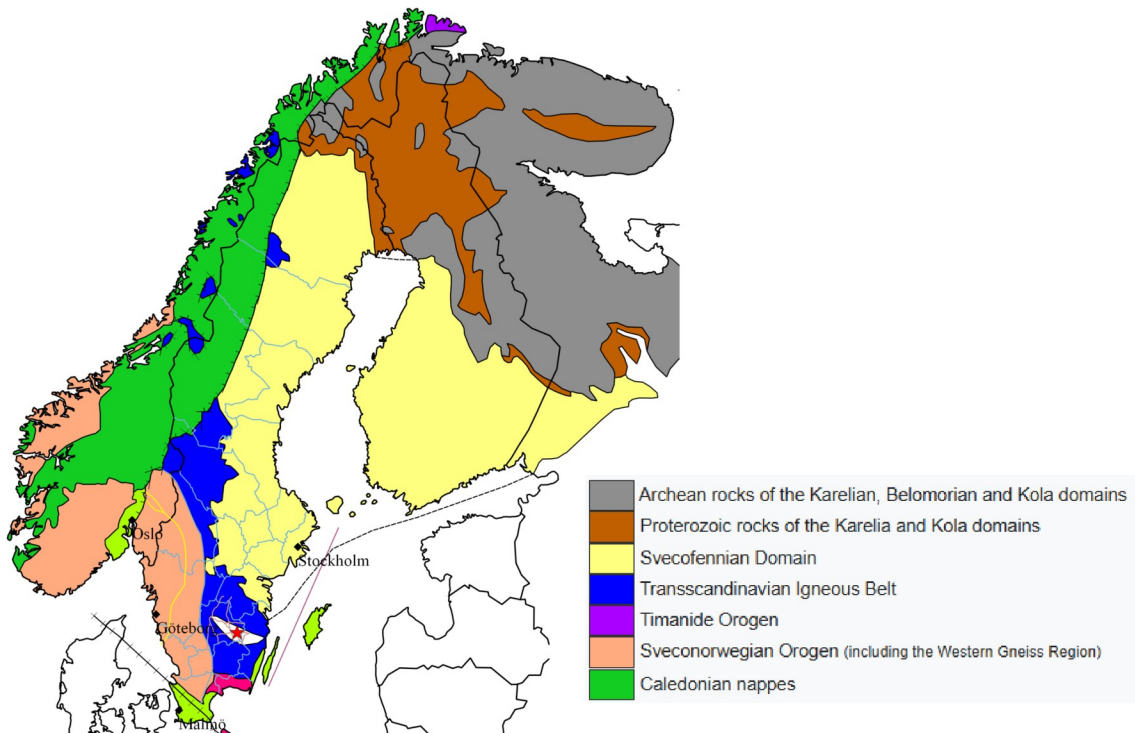 Oslo
Stockholm
Göteborg
Malmö
Archean rocks of the Karelian, Belomorian and Kola domains
Proterozoic rocks of the Karelia and Kola domains
Svecofennian Domain
Transscandinavian Igneous Belt
Timanide Orogen
Sveconorwegian Orogen (including the Western Gneiss Region)
Caledonian nappes